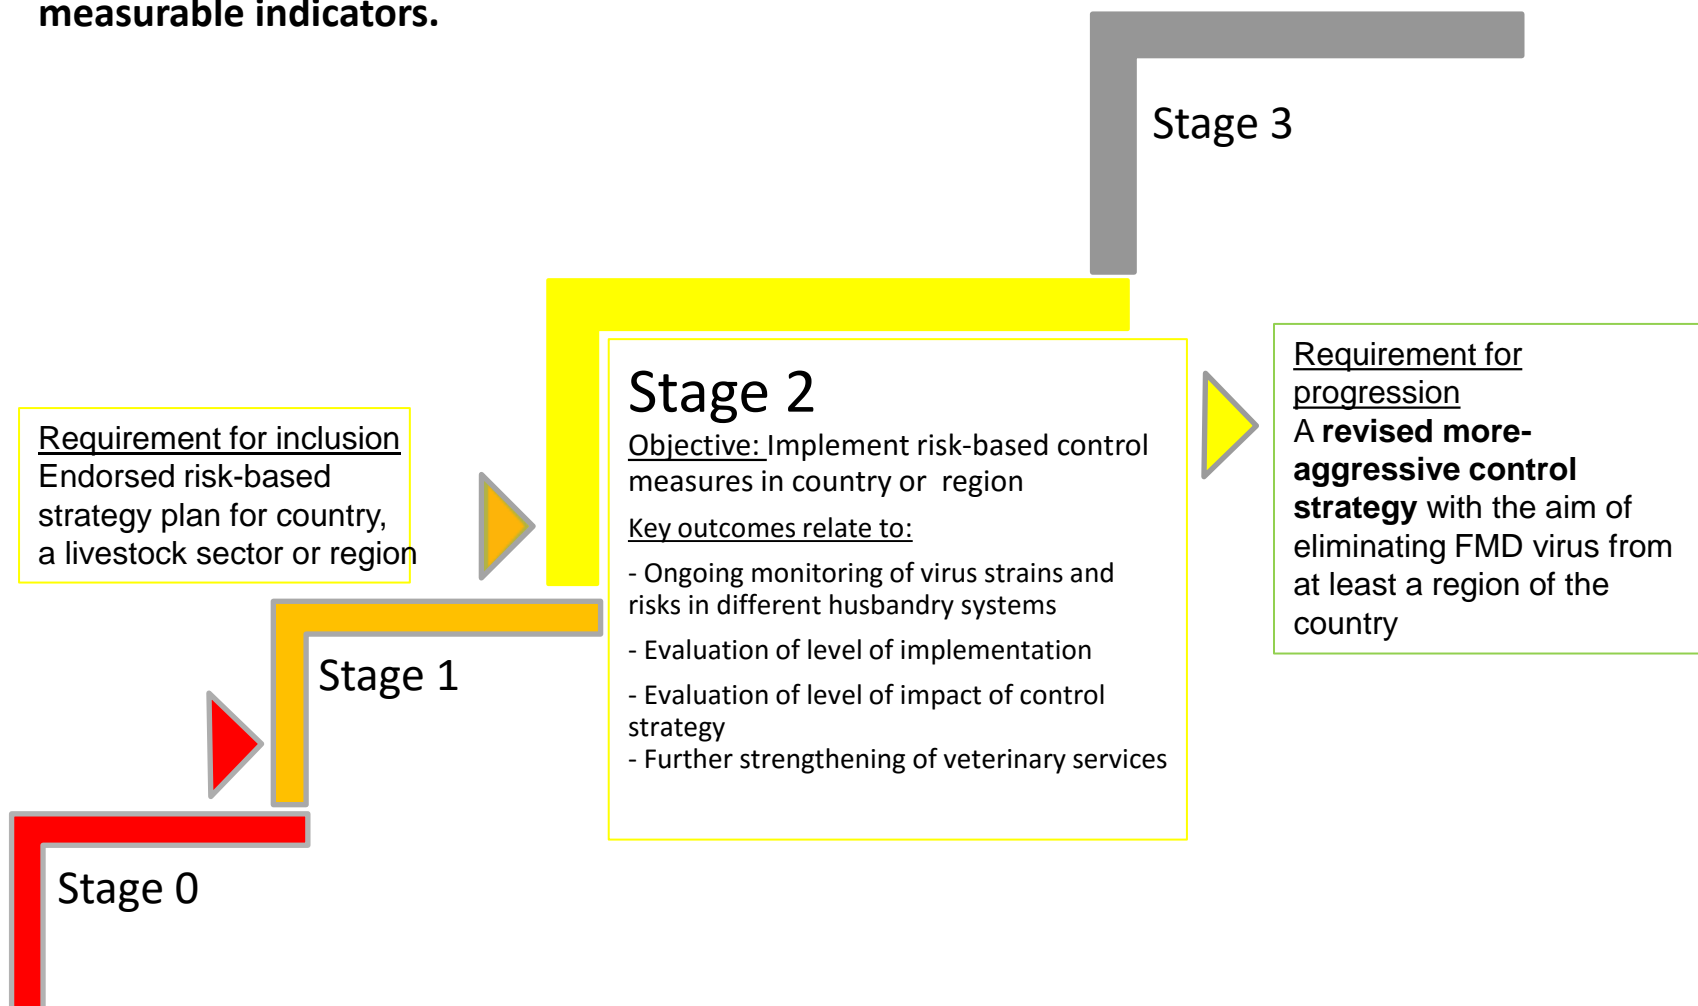 measurable indicators.
Stage 3
Requirement for
progression
A revised more-
aggressive control
strategy with the aim of
eliminating FMD virus from
at least a region of the
country
Stage 2
Objective: Implement risk-based control
measures in country or region
Key outcomes relate to:
- Ongoing monitoring of virus strains and
risks in different husbandry systems
- Evaluation of level of implementation
- Evaluation of level of impact of control
strategy
- Further strengthening of veterinary services
Requirement for inclusion
Endorsed risk-based
strategy plan for country,
a livestock sector or region
Stage 1
Stage 0